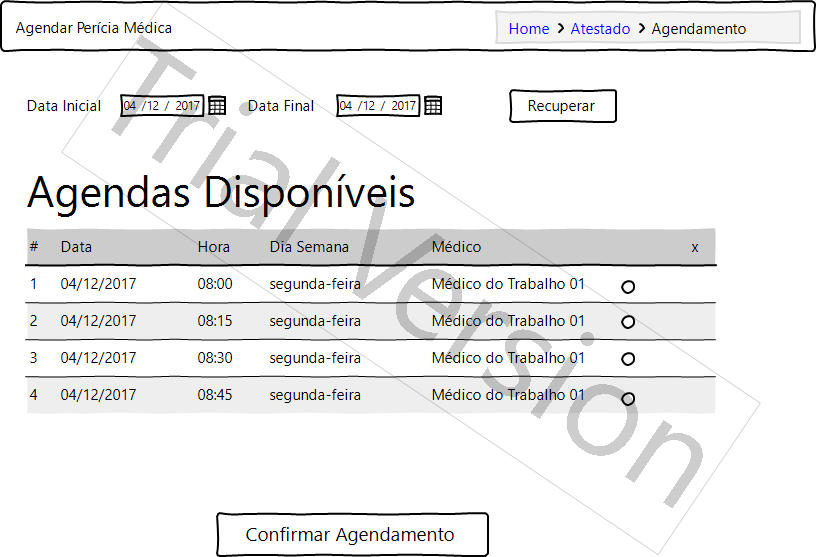 Agendar Perícia Médica
Home > Atestado > Agendamento
Data Inicial 04 /12 / 2017 Data Final 04 /12 / 2017 Recuperar
Agendas Disponíveis
# Data Hora Dia Semana Médico x
1 04/12/2017 08:00 segunda-feira Médico do Trabalho 01
2 04/12/2017 08:15 segunda-feira Médico do Trabalho 01
3 04/12/2017 08:30 segunda-feira Médico do Trabalho 01
4 04/12/2017 08:45 segunda-feira Médico do Trabalho 01
Confirmar Agendamento
Trial Version